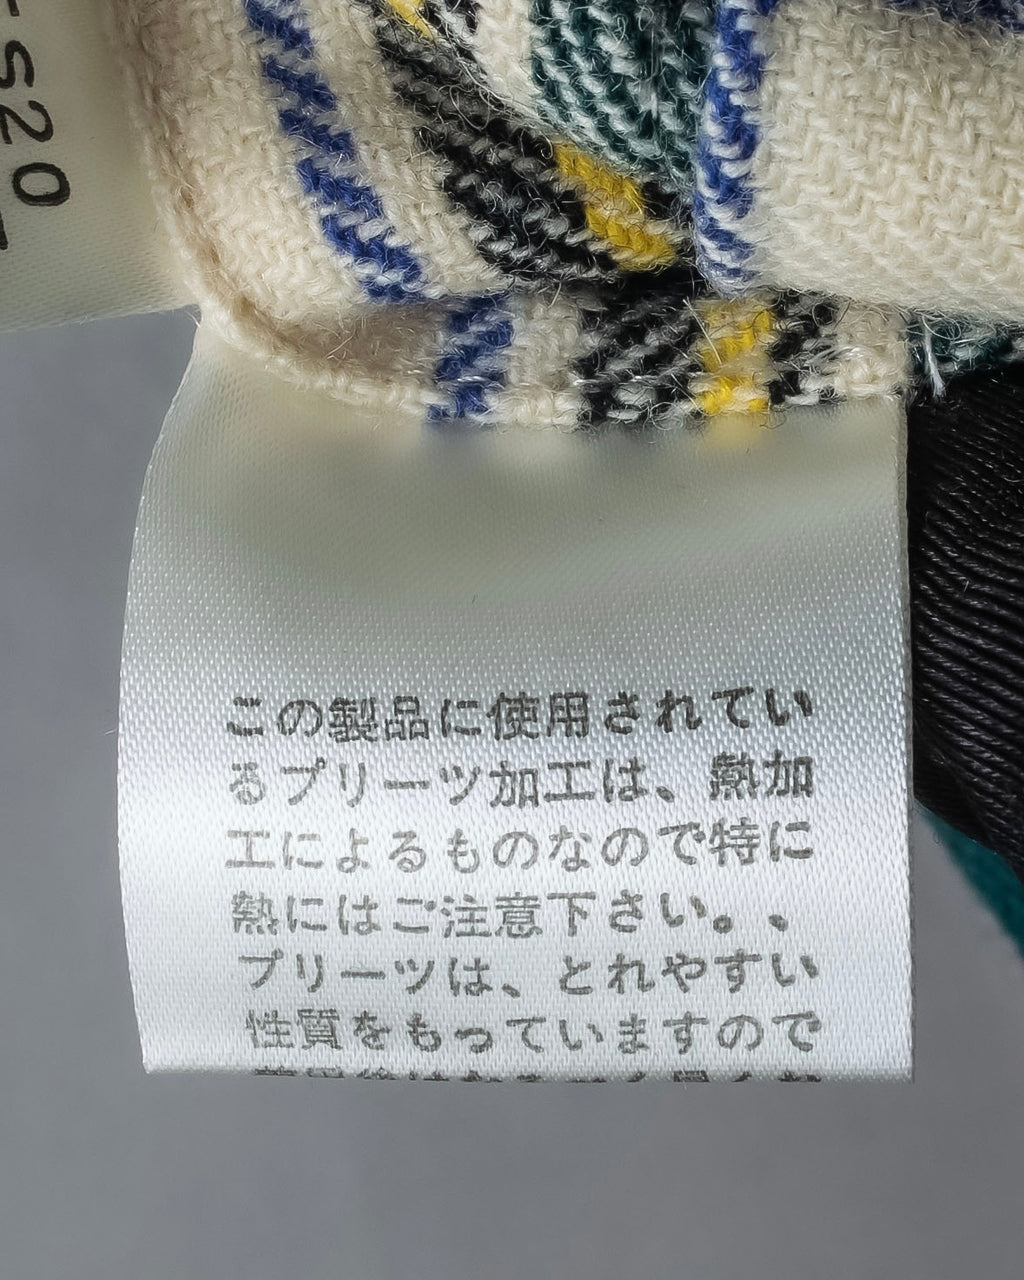 -S20
この製品に使用されてい
るプリーツ加工は、熱加
工によるものなので特に
熱にはご注意下さい。、
プリーツは、とれやすい
性質をもっていますので